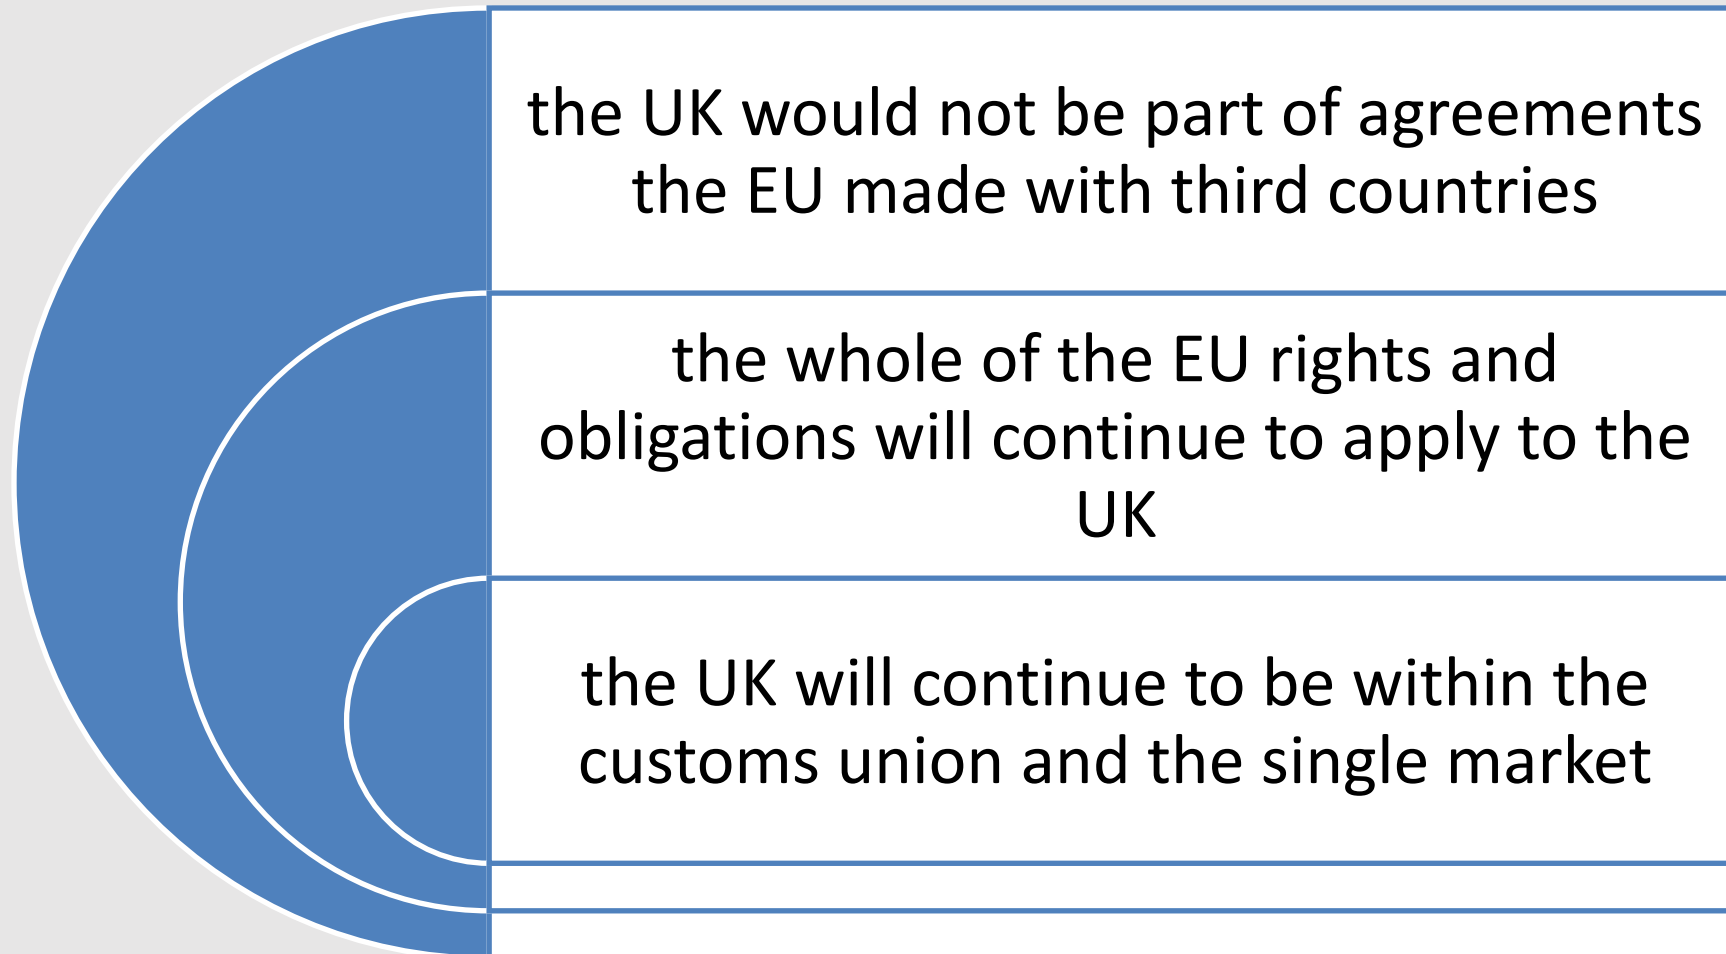 the UK would not be part of agreements
the EU made with third countries
the whole of the EU rights and
obligations will continue to apply to the
UK
the UK will continue to be within the
customs union and the single market